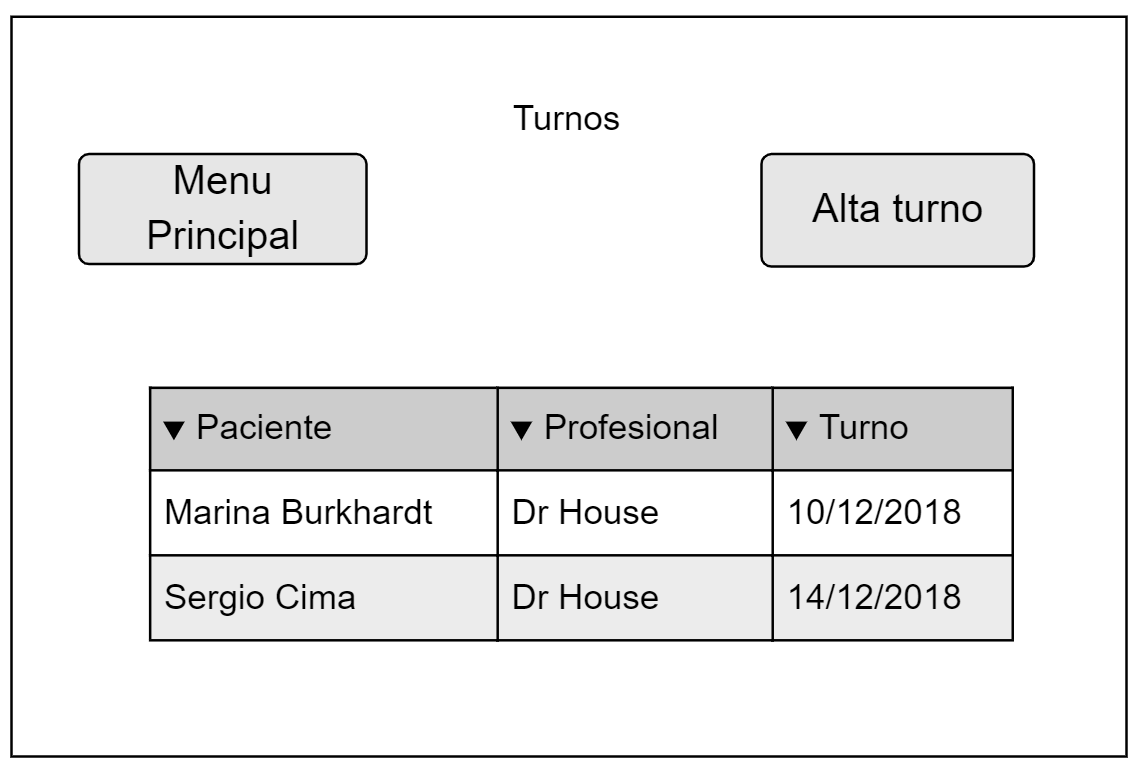 Turnos
Menu
Principal
Alta turno
▼ Paciente ▼ Profesional ▼ Turno
Marina Burkhardt Dr House 10/12/2018
Sergio Cima Dr House 14/12/2018